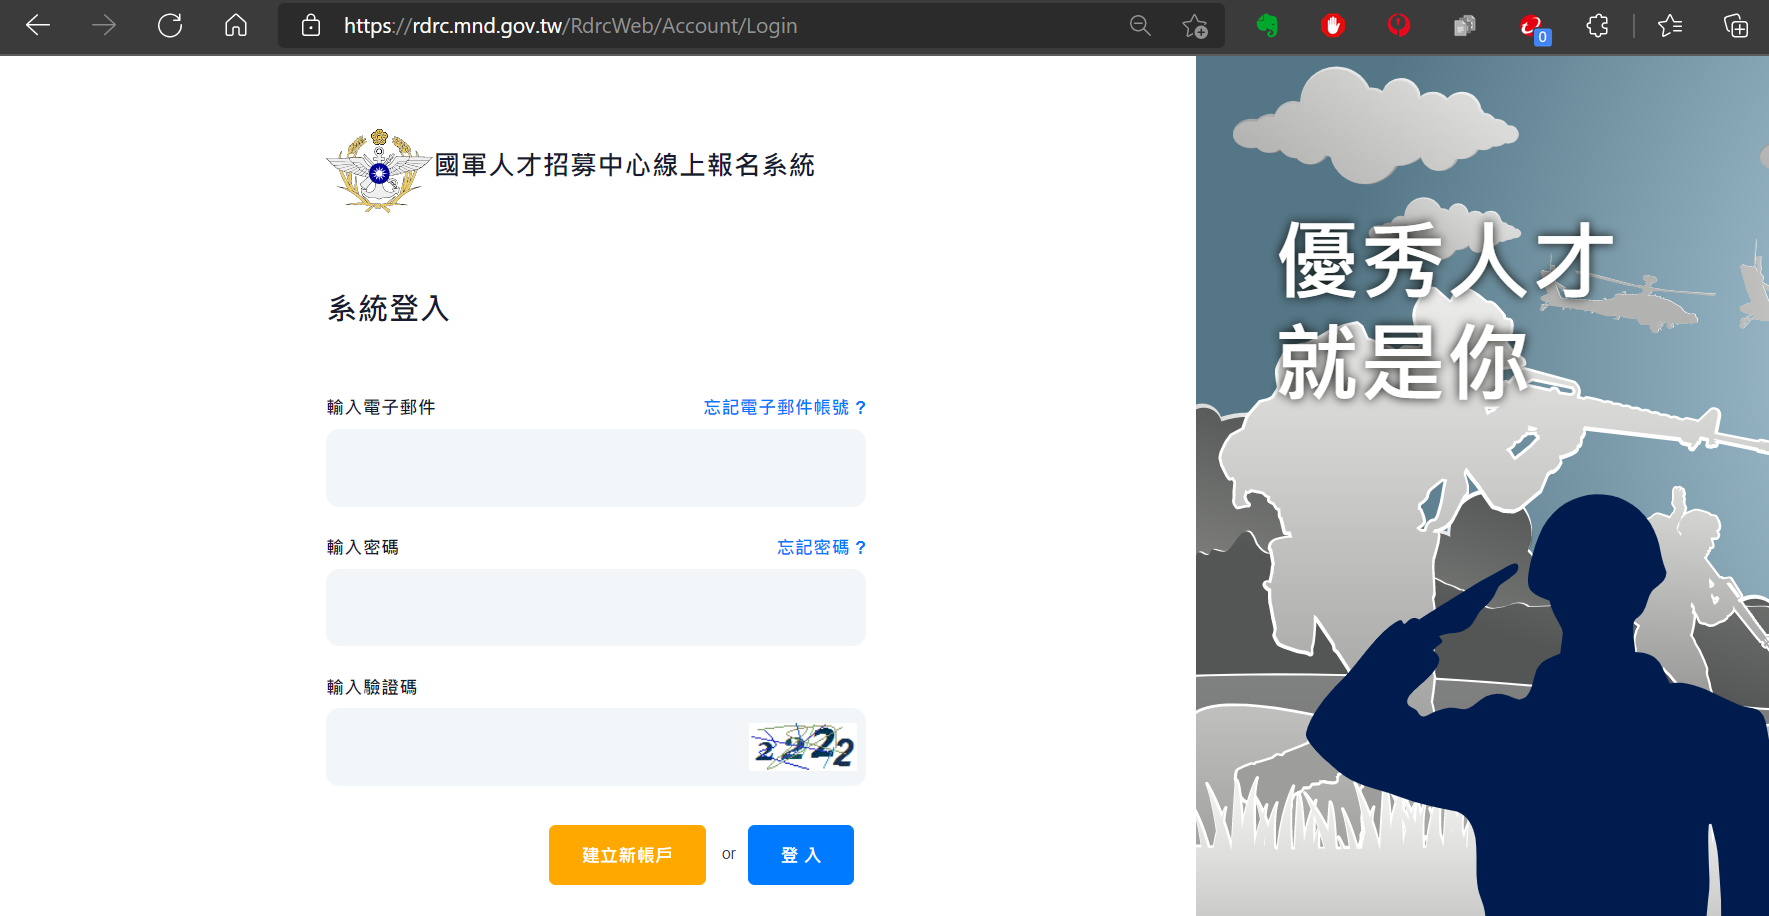 https://rdrc.mnd.gov.tw/RdrcWeb/Account/Login
0
國軍人才招募中心線上報名系統
系統登入
輸入電子郵件
忘記電子郵件帳號 ?
輸入密碼
忘記密碼 ?
輸入驗證碼
2222
建立新帳戶
or
登 入
優秀人才
就是你